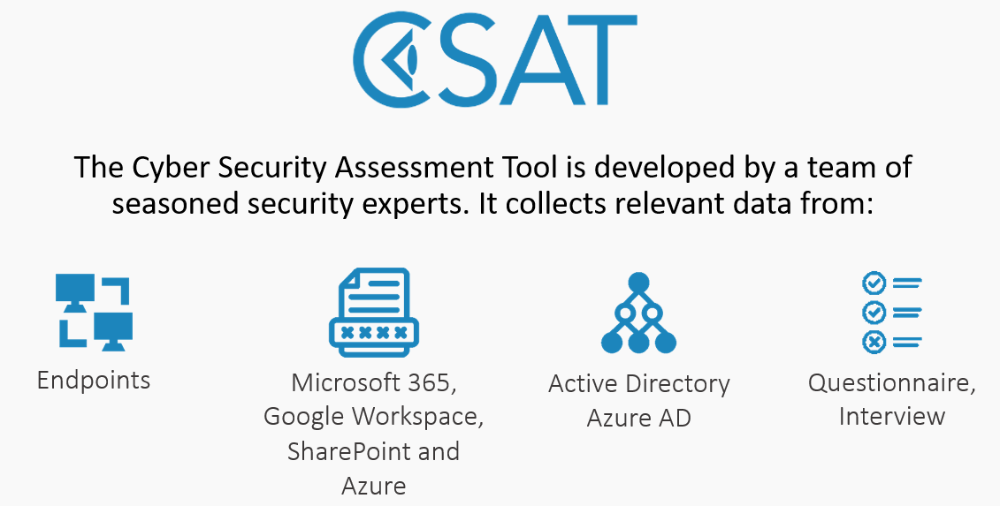 CSAT
The Cyber Security Assessment Tool is developed by a team of
seasoned security experts. It collects relevant data from:
Endpoints
Microsoft 365,
Google Workspace,
SharePoint and
Azure
Active Directory
Azure AD
Questionnaire,
Interview